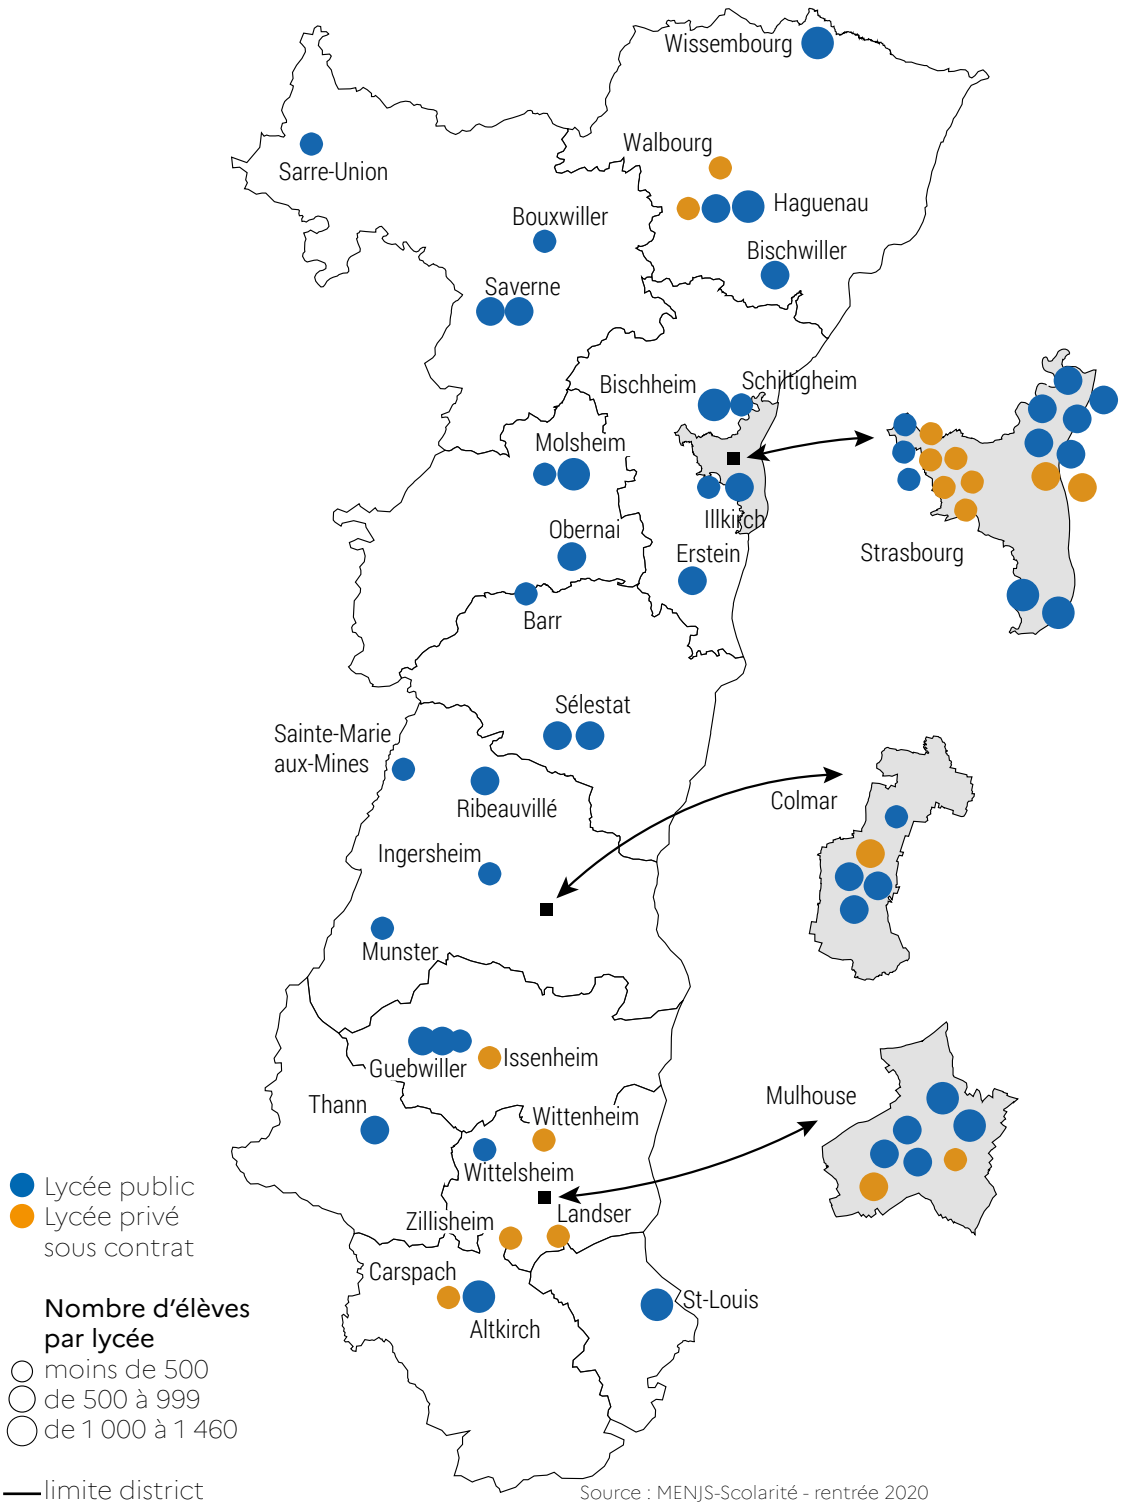 Wissembourg
Walbourg
Sarre-Union
Haguenau
Bouxwiller
Bischwiller
Saverne
Bischheim
Schiltigheim
Molsheim
Illkirch
Obernai
Erstein
Strasbourg
Barr
Sélestat
Sainte-Marie
aux-Mines
Ribeauvillé
Colmar
Ingersheim
Munster
Guebwiller
Issenheim
Thann
Wittenheim
Mulhouse
Wittelsheim
Zillisheim
Landser
Carspach
Altkirch
St-Louis
Lycée public
Lycée privé
sous contrat
Nombre d'élèves
par lycée
moins de 500
de 500 à 999
de 1 000 à 1 460
limite district
Source : MENJS-Scolarité - rentrée 2020